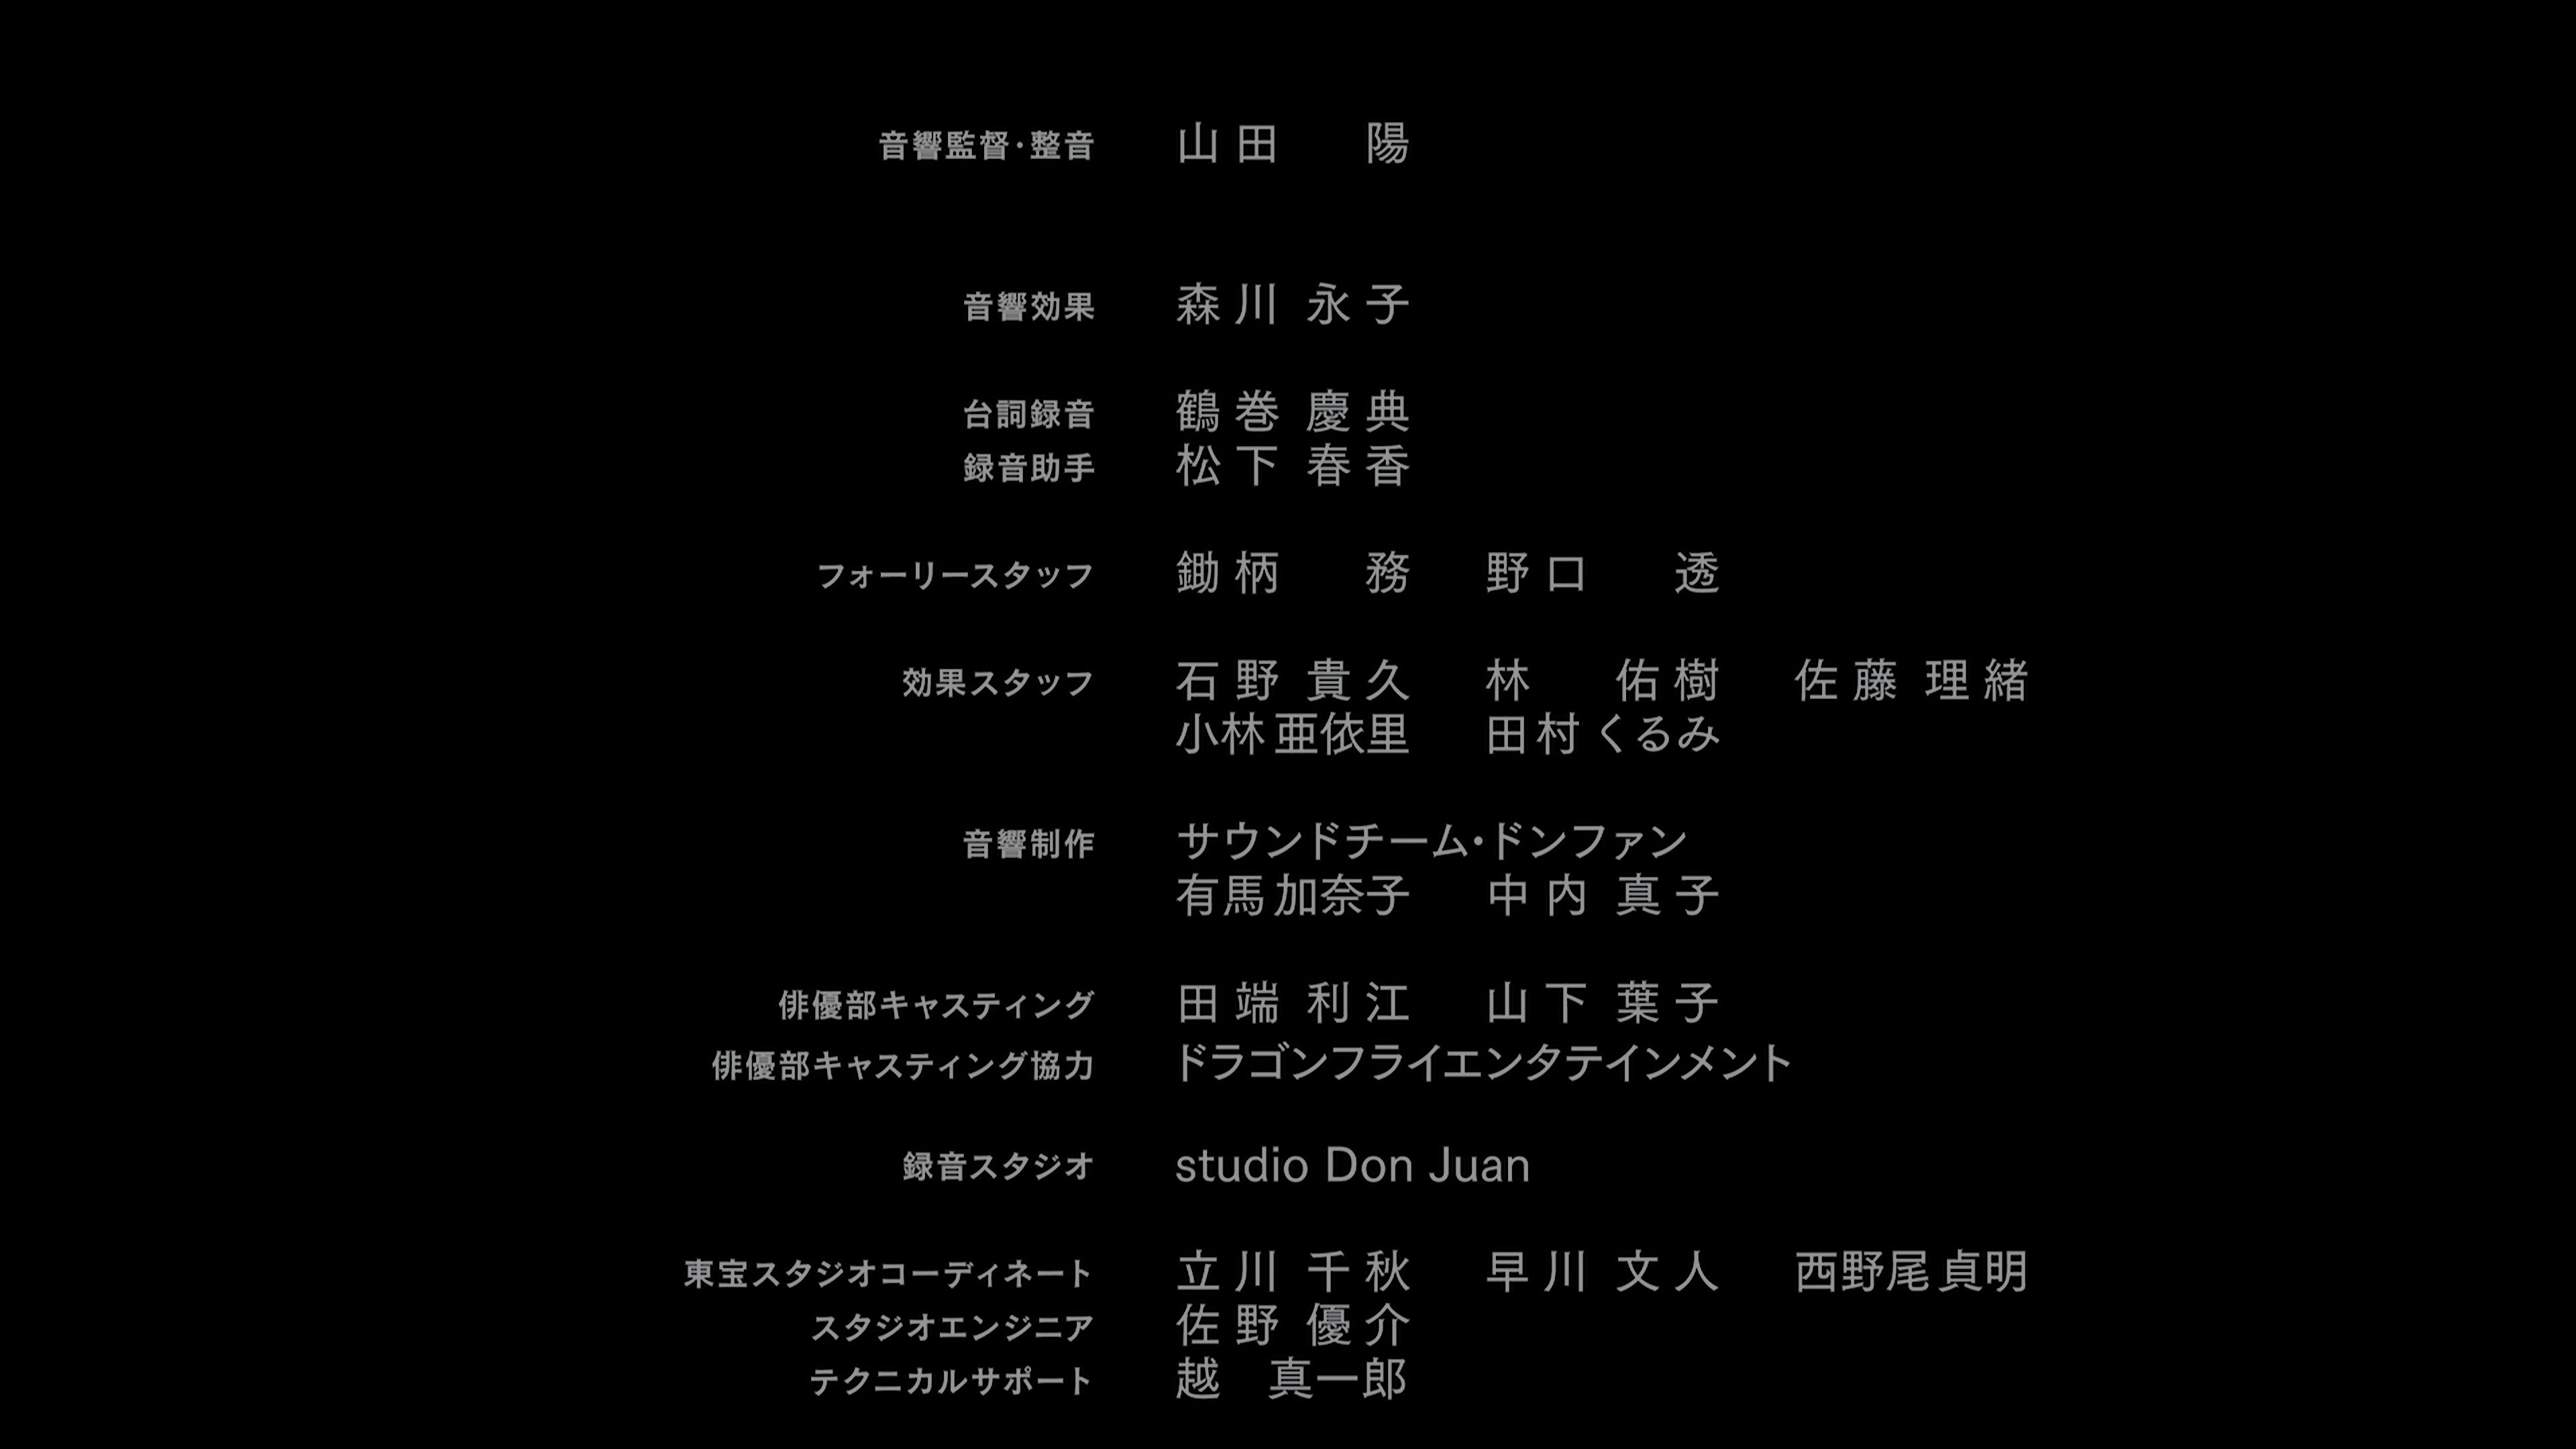 音響監督・整音 山田 陽
音響効果 森川 永子
台詞録音 鶴巻 慶典
録音助手 松下 春香
フォーリースタッフ 鋤柄 務 野口 透
効果スタッフ 石野 貴久 林 佑樹 佐藤 理緒
小林 亜依里 田村 くるみ
音響制作 サウンドチーム・ドンファン
有馬 加奈子 中内 真子
俳優部キャスティング 田端 利江 山下 葉子
俳優部キャスティング協力 ドラゴンフライエンタテインメント
録音スタジオ studio Don Juan
東宝スタジオコーディネート 立川 千秋 早川 文人 西野尾 貞明
スタジオエンジニア 佐野 優介
テクニカルサポート 越 真一郎